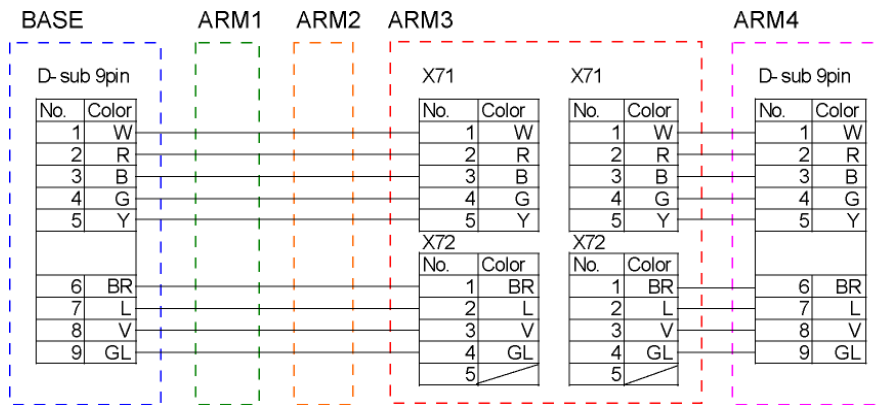 BASE ARM1 ARM2 ARM3 ARM4
D-sub 9pin X71 X71 D-sub 9pin
No. Color No. Color No. Color No. Color
1 W 1 W 1 W 1 W
2 R 2 R 2 R 2 R
3 B 3 B 3 B 3 B
4 G 4 G 4 G 4 G
5 Y 5 Y 5 Y 5 Y
X72 X72
No. Color No. Color
6 BR 1 BR 1 BR 6 BR
7 L 2 L 2 L 7 L
8 V 3 V 3 V 8 V
9 GL 4 GL 4 GL 9 GL
5 5